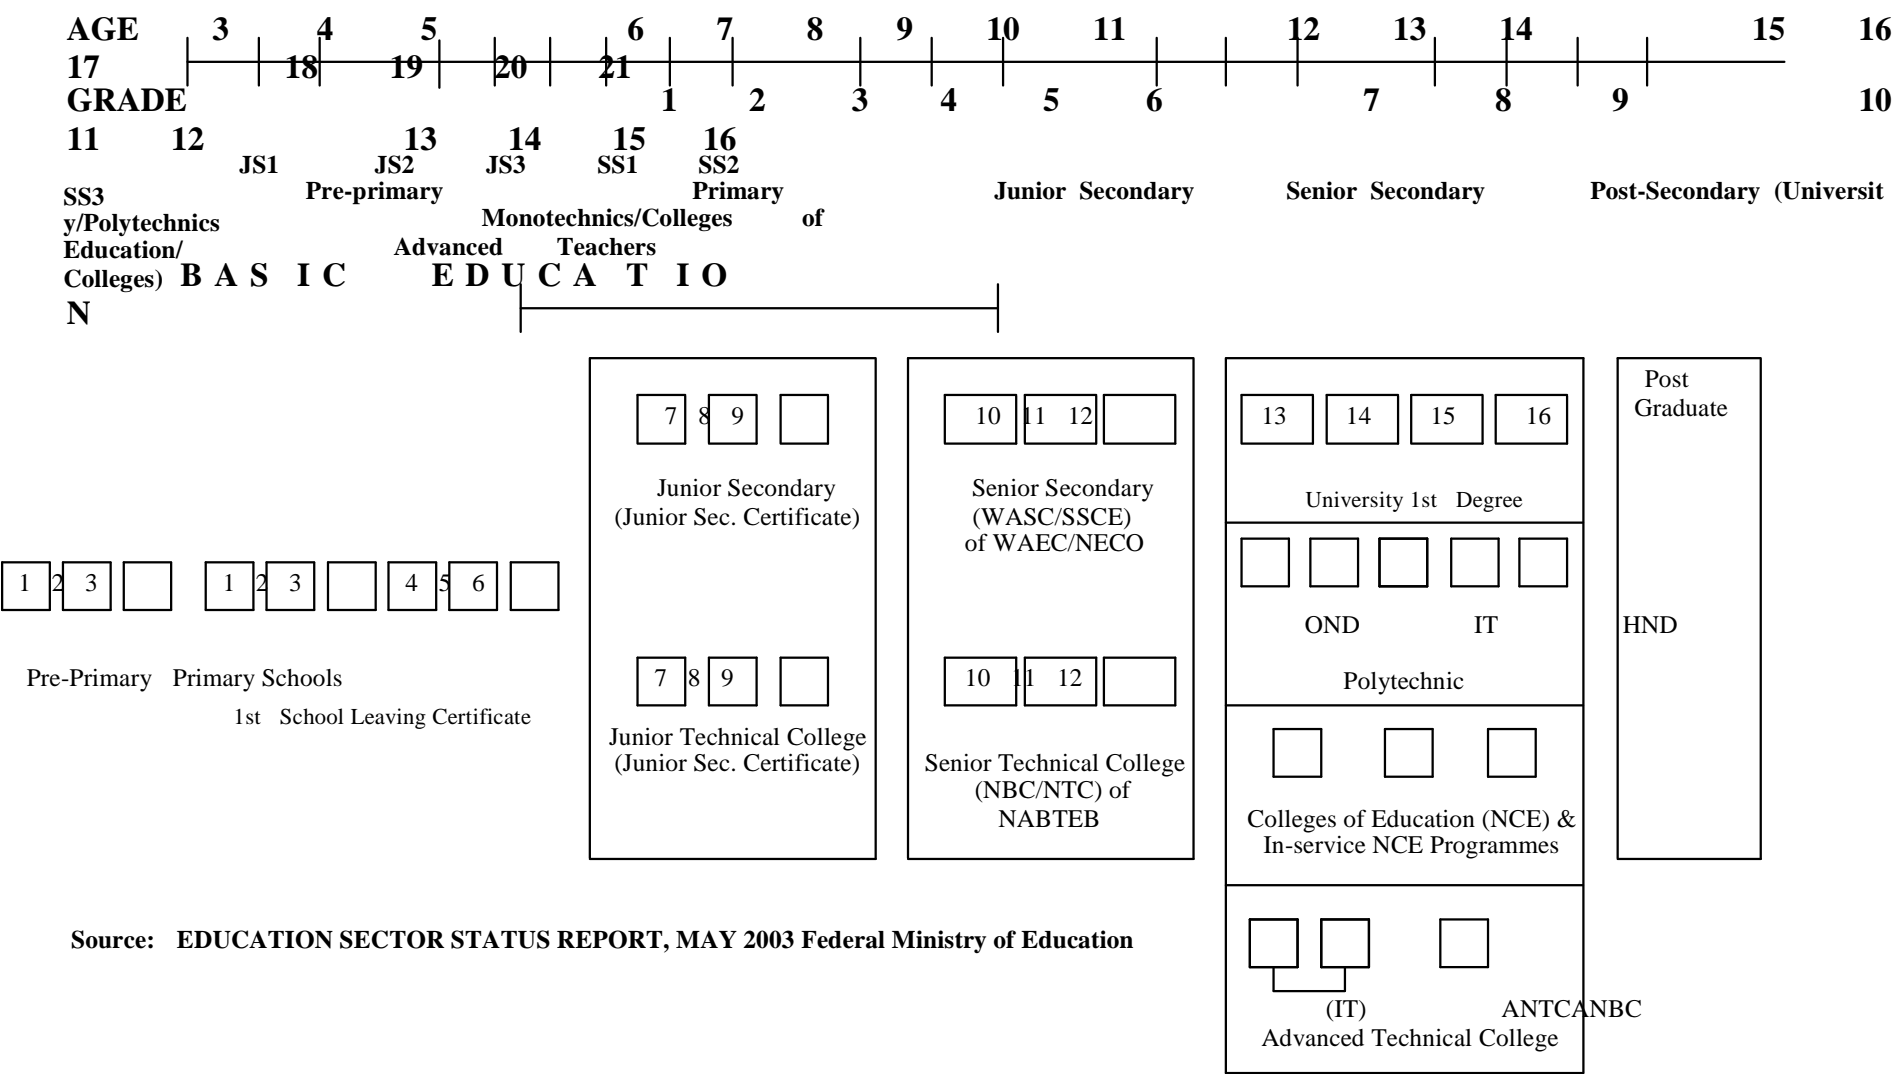 AGE 3 4 5 6 7 8 9 10 11 12 13 14 15 16
17 18 19 20 21
GRADE 1 2 3 4 5 6 7 8 9 10
11 12 13 14 15 16
JS1 JS2 JS3 SS1 SS2
SS3 Pre-primary Primary Junior Secondary Senior Secondary Post-Secondary (Universit
y/Polytechnics Monotechnics/Colleges of
Education/ Advanced Teachers
Colleges) B A S I C E D U C A T I O
N
Post
Graduate
7 8 9
10 11 12
13 14 15 16
Junior Secondary
(Junior Sec. Certificate)
Senior Secondary
(WASC/SSCE)
of WAEC/NECO
University 1st Degree
1 2 3 1 2 3 4 5 6
OND IT HND
Pre-Primary Primary Schools
1st School Leaving Certificate
7 8 9
10 11 12
Polytechnic
Junior Technical College
(Junior Sec. Certificate)
Senior Technical College
(NBC/NTC) of
NABTEB
Colleges of Education (NCE) &
In-service NCE Programmes
Source: EDUCATION SECTOR STATUS REPORT, MAY 2003 Federal Ministry of Education
(IT) ANTCANBC
Advanced Technical College